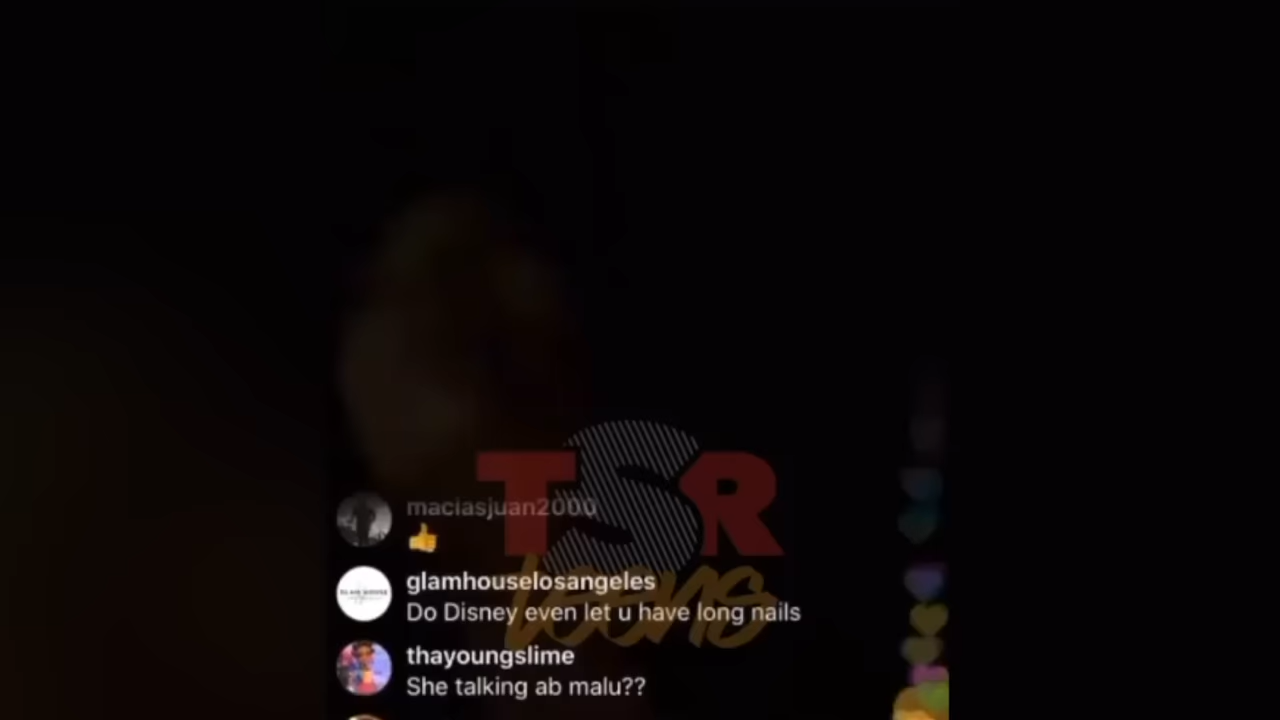 TSR
teens
maciasjuan2000
glamhouselosangeles
Do Disney even let u have long nails
thayoungslime
She talking ab malu??